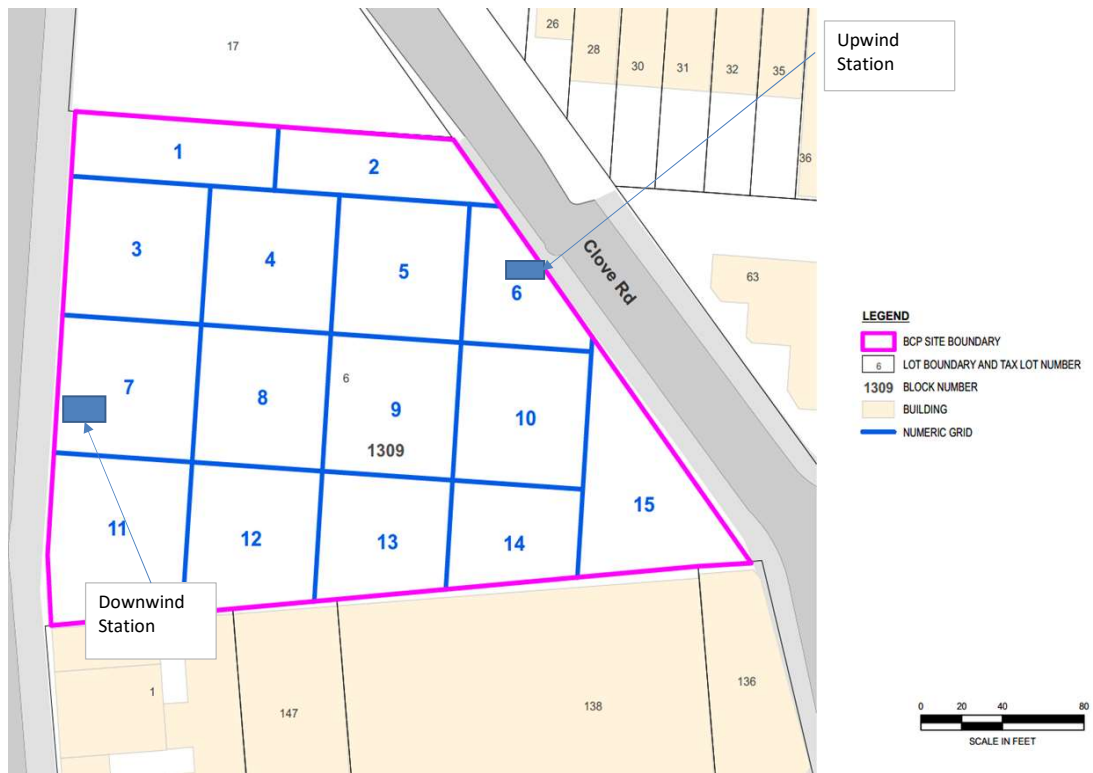 26
Upwind
Station
17
28
30
31
32
35
36
1
2
3
4
5
6
Clove Rd
63
LEGEND
BCP SITE BOUNDARY
6 LOT BOUNDARY AND TAX LOT NUMBER
1309 BLOCK NUMBER
BUILDING
NUMERIC GRID
7
8
6
9
10
1309
11
12
13
14
15
Downwind
Station
1
147
138
136
0 20 40 80
SCALE IN FEET